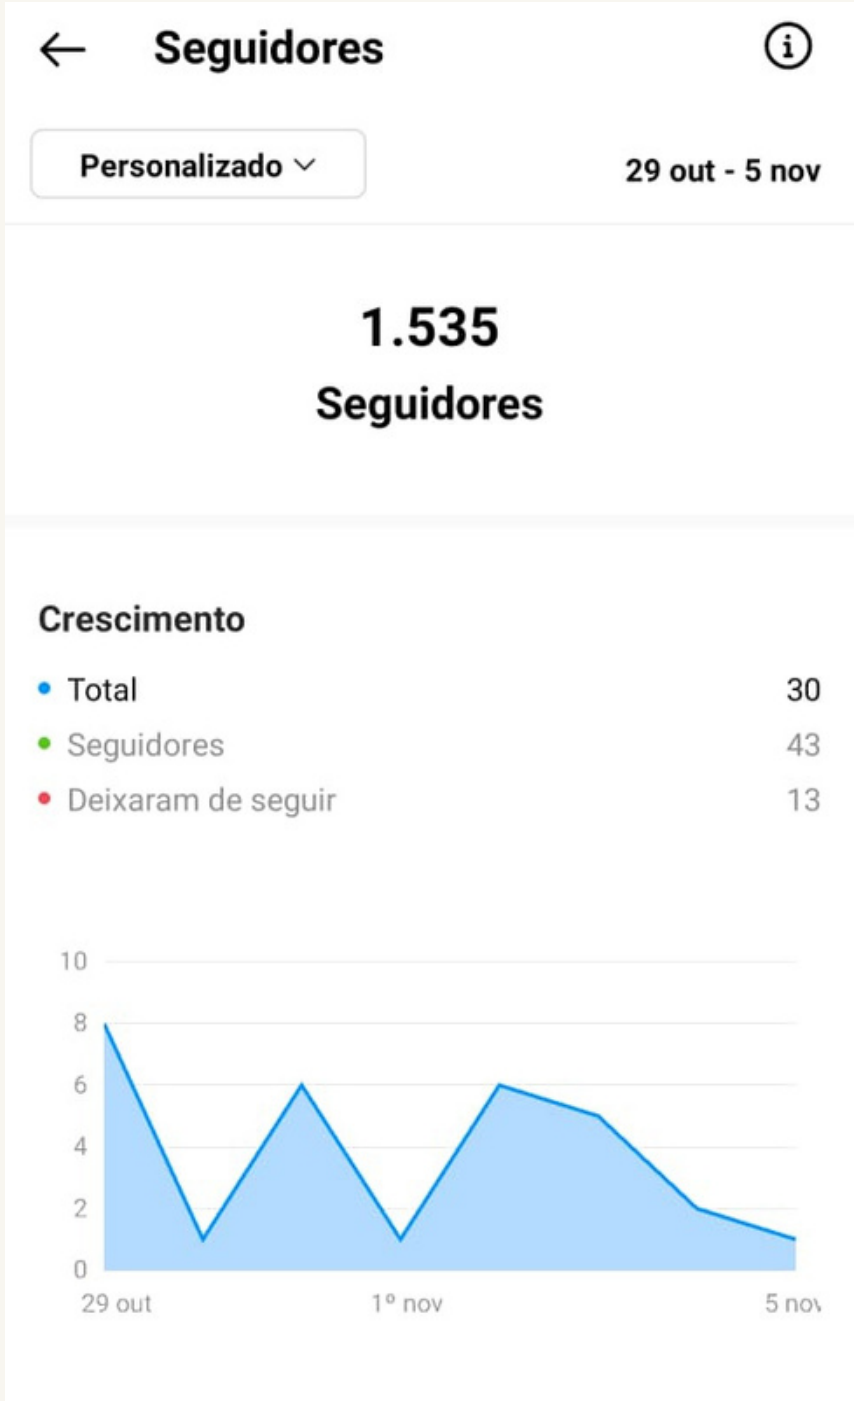 Seguidores
Personalizado
29 out - 5 nov
1.535
Seguidores
Crescimento
Total 30
Seguidores 43
Deixaram de seguir 13
10
8
6
4
2
0
29 out 1º nov 5 nov